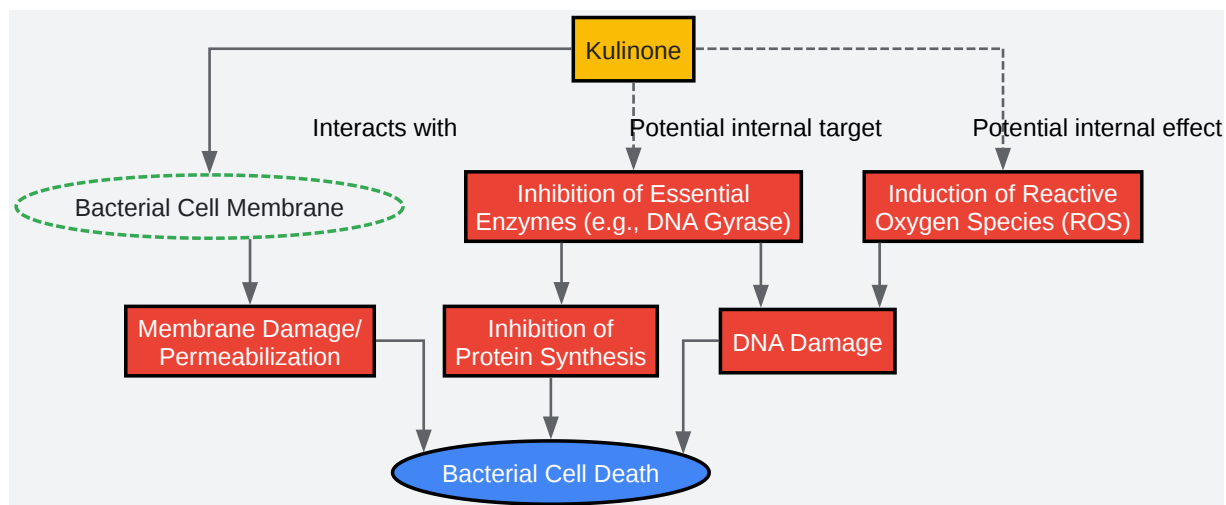 Kulinone
Interacts with
Potential internal target
Potential internal effect
Bacterial Cell Membrane
Inhibition of Essential
Enzymes (e.g., DNA Gyrase)
Induction of Reactive
Oxygen Species (ROS)
Membrane Damage/
Permeabilization
Inhibition of
Protein Synthesis
DNA Damage
Bacterial Cell Death